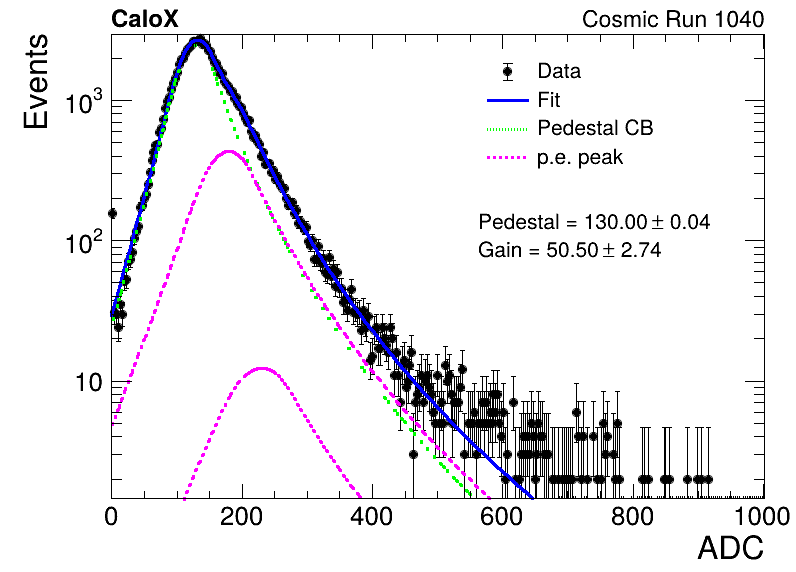 CaloX Cosmic Run 1040
Events
Data
Fit
Pedestal CB
p.e. peak
Pedestal = 130.00 ± 0.04
Gain = 50.50 ± 2.74
10³
10²
10
0 200 400 600 800 1000
ADC